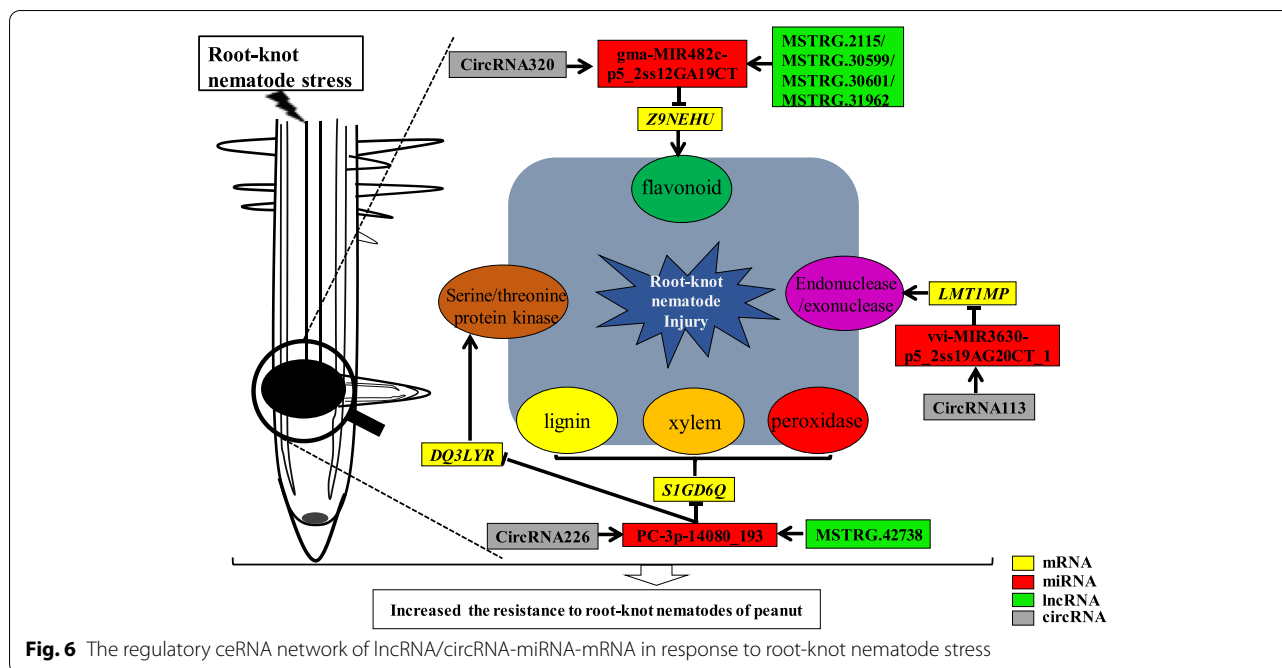 Root-knot
nematode stress
CircRNA320
gma-MIR482c-
p5_2ss12GA19CT
MSTRG.2115/
MSTRG.30599/
MSTRG.30601/
MSTRG.31962
Z9NEHU
flavonoid
Serine/threonine
protein kinase
Root-knot
nematode
Injury
Endonuclease
/exonuclease
LMT1MP
vvi-MIR3630-
p5_2ss19AG20CT_1
CircRNA113
lignin
xylem
peroxidase
DQ3LYR
S1GD6Q
CircRNA226
PC-3p-14080_193
MSTRG.42738
mRNA
miRNA
lncRNA
circRNA
Increased the resistance to root-knot nematodes of peanut
Fig. 6 The regulatory ceRNA network of lncRNA/circRNA-miRNA-mRNA in response to root-knot nematode stress